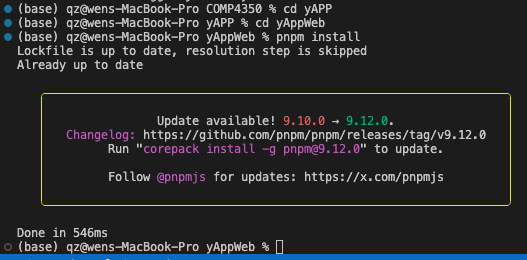 (base) qz@wens-MacBook-Pro COMP4350 % cd yAPP
(base) qz@wens-MacBook-Pro yAPP % cd yAppWeb
(base) qz@wens-MacBook-Pro yAppWeb % pnpm install
Lockfile is up to date, resolution step is skipped
Already up to date
Update available! 9.10.0 → 9.12.0.
Changelog: https://github.com/pnpm/pnpm/releases/tag/v9.12.0
Run "corepack install -g pnpm@9.12.0" to update.
Follow @pnpmjs for updates: https://x.com/pnpmjs
Done in 546ms
(base) qz@wens-MacBook-Pro yAppWeb %